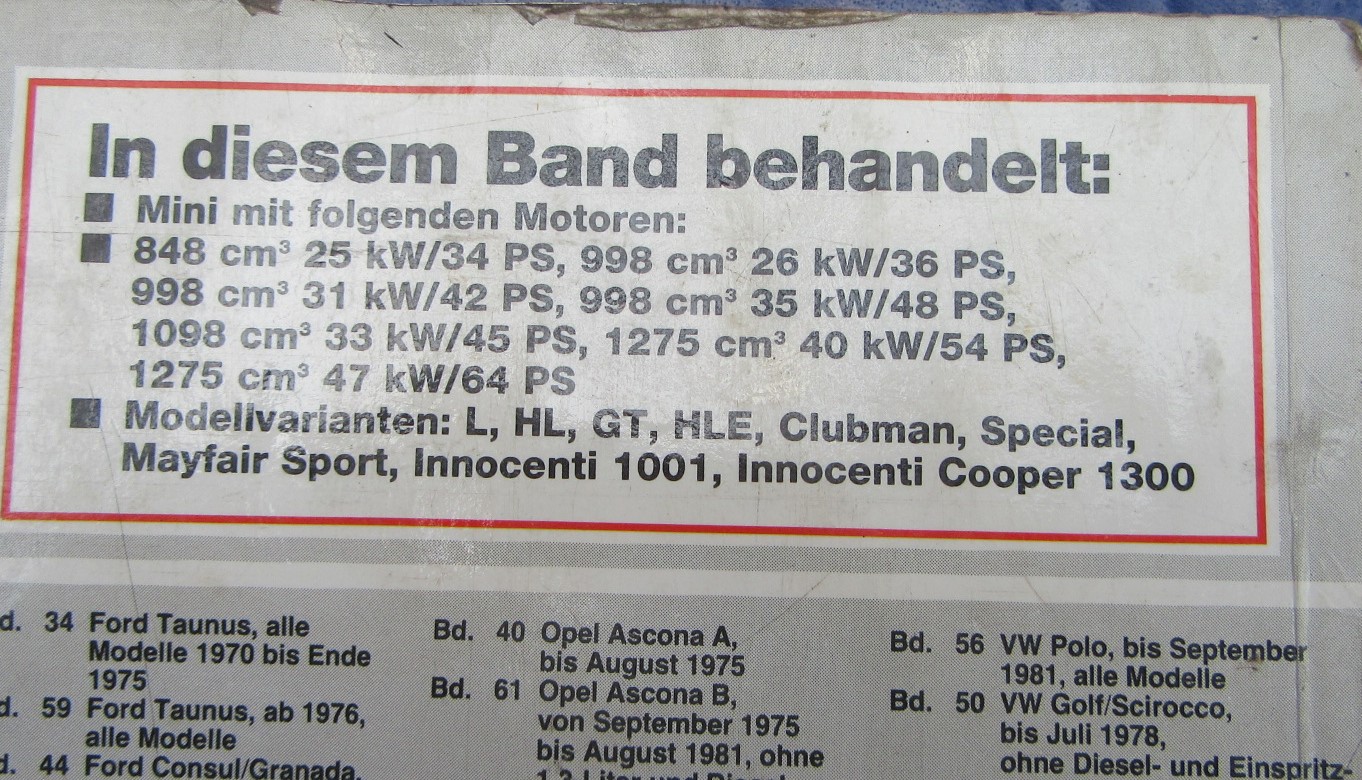 In diesem Band behandelt:
■ Mini mit folgenden Motoren:
■ 848 cm³ 25 kW/34 PS, 998 cm³ 26 kW/36 PS,
998 cm³ 31 kW/42 PS, 998 cm³ 35 kW/48 PS,
1098 cm³ 33 kW/45 PS, 1275 cm³ 40 kW/54 PS,
1275 cm³ 47 kW/64 PS
■ Modellvarianten: L, HL, GT, HLE, Clubman, Special,
Mayfair Sport, Innocenti 1001, Innocenti Cooper 1300
d. 34 Ford Taunus, alle
Modelle 1970 bis Ende
1975
d. 59 Ford Taunus, ab 1976,
alle Modelle
d. 44 Ford Consul/Granada,
Bd. 40 Opel Ascona A,
bis August 1975
Bd. 61 Opel Ascona B,
von September 1975
bis August 1981, ohne
Bd. 56 VW Polo, bis September
1981, alle Modelle
Bd. 50 VW Golf/Scirocco,
bis Juli 1978,
ohne Diesel- und Einspritz-